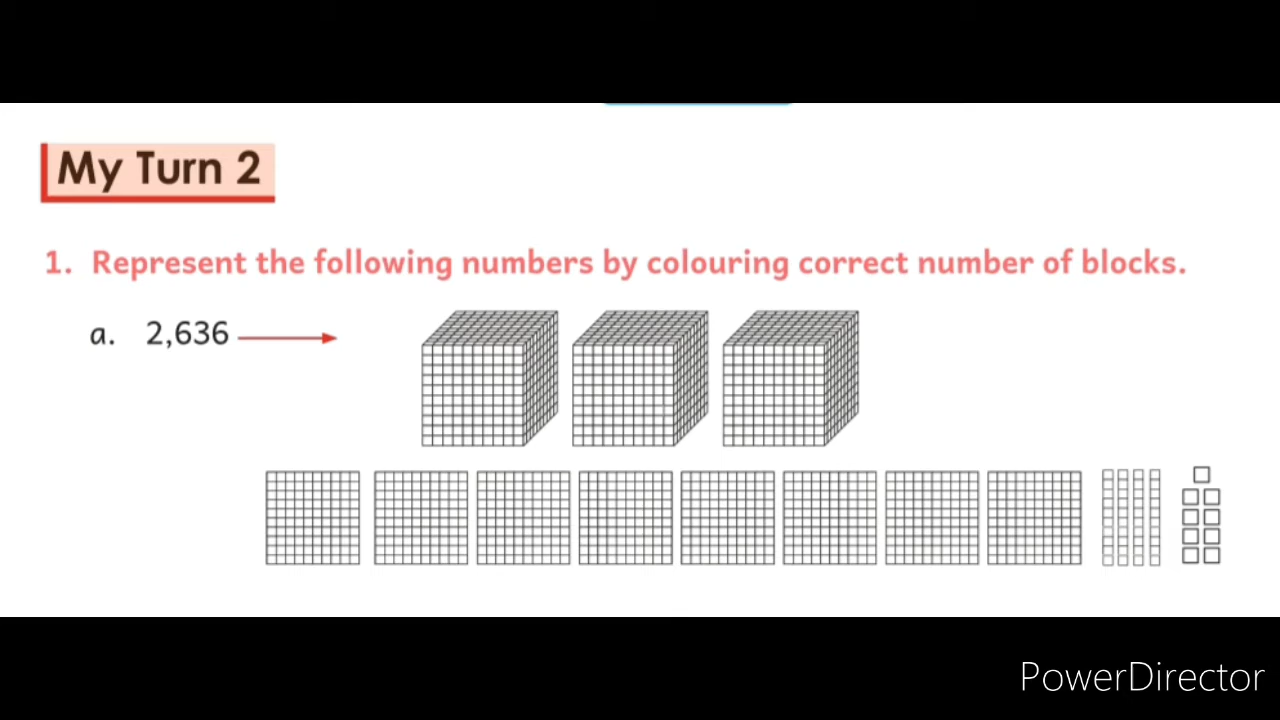 My Turn 2
1. Represent the following numbers by colouring correct number of blocks.
a. 2,636
PowerDirector